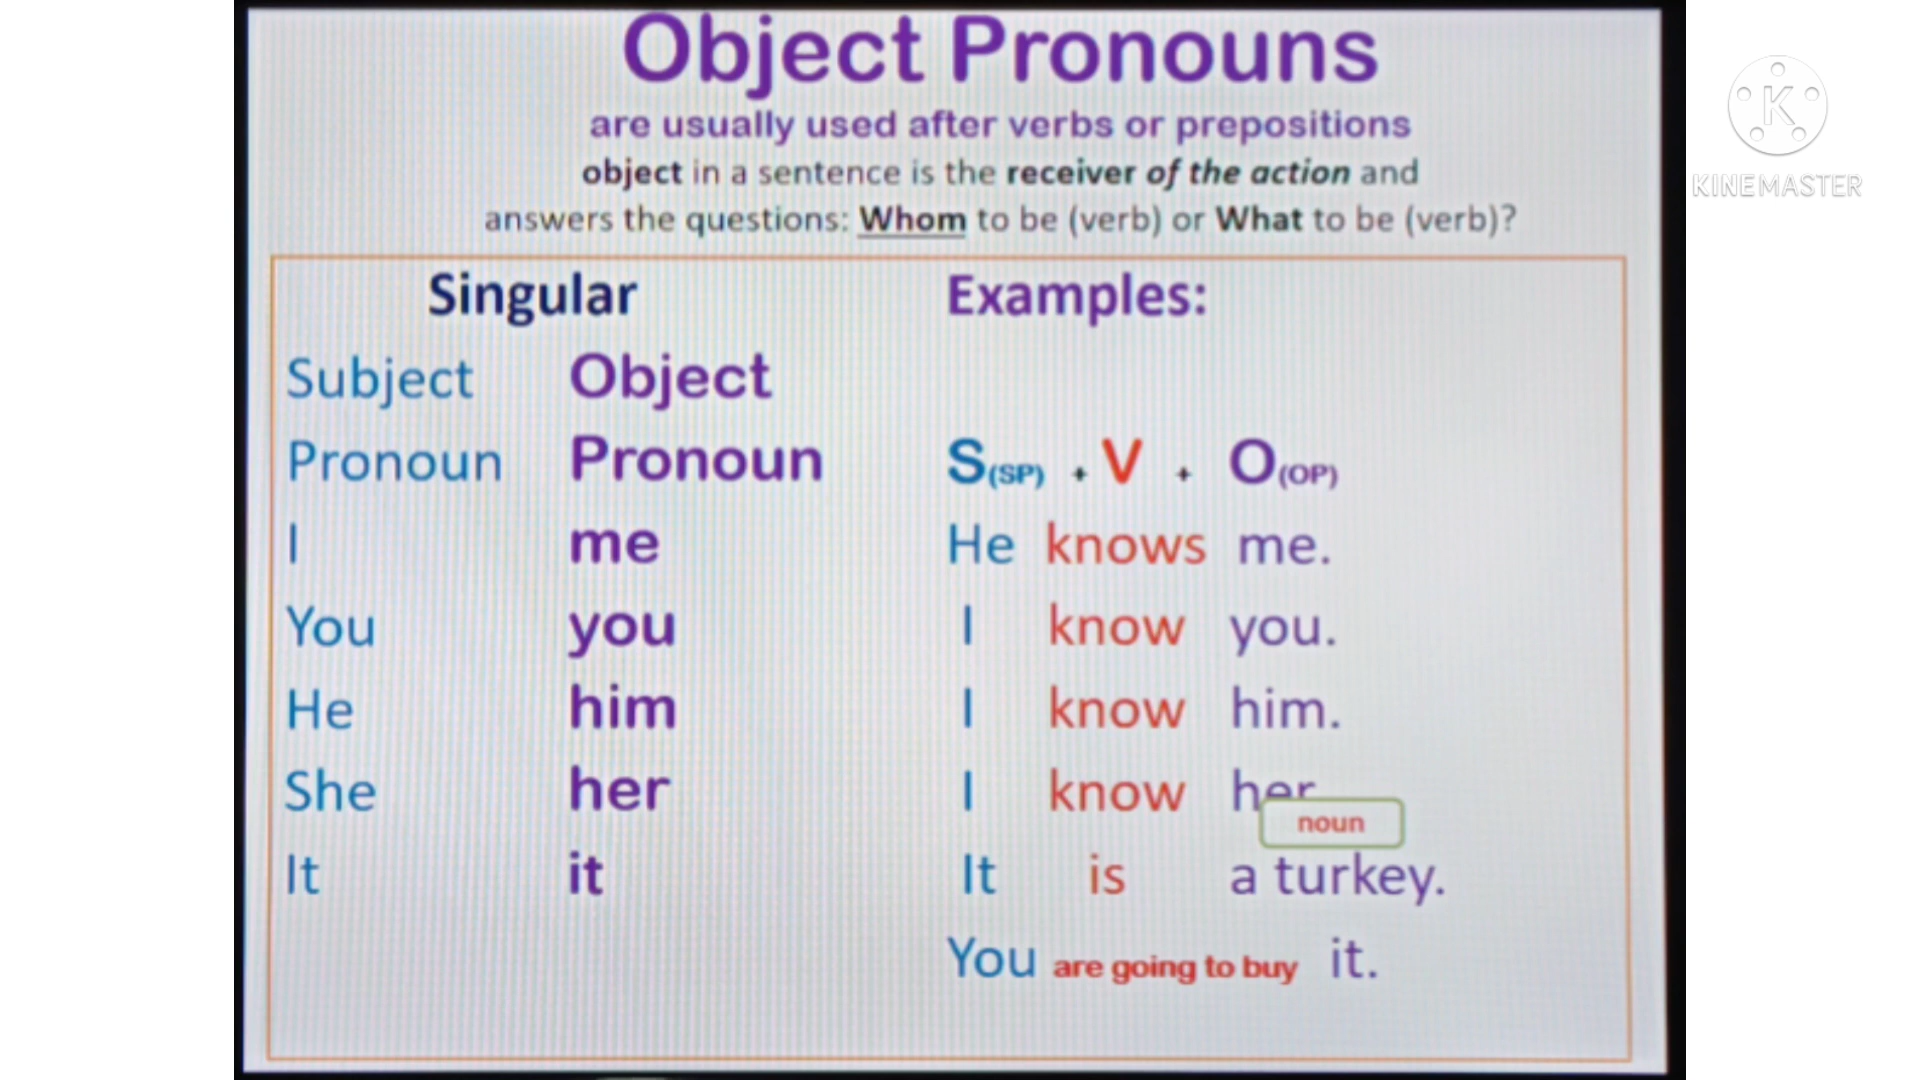 Object Pronouns
are usually used after verbs or prepositions
object in a sentence is the receiver of the action and
answers the questions: Whom to be (verb) or What to be (verb)?
Singular Examples:
Subject Object
Pronoun Pronoun S(SP) + V + O(OP)
I me He knows me.
You you I know you.
He him I know him.
She her I know her
noun
It it It is a turkey.
You are going to buy it.
KINEMASTER